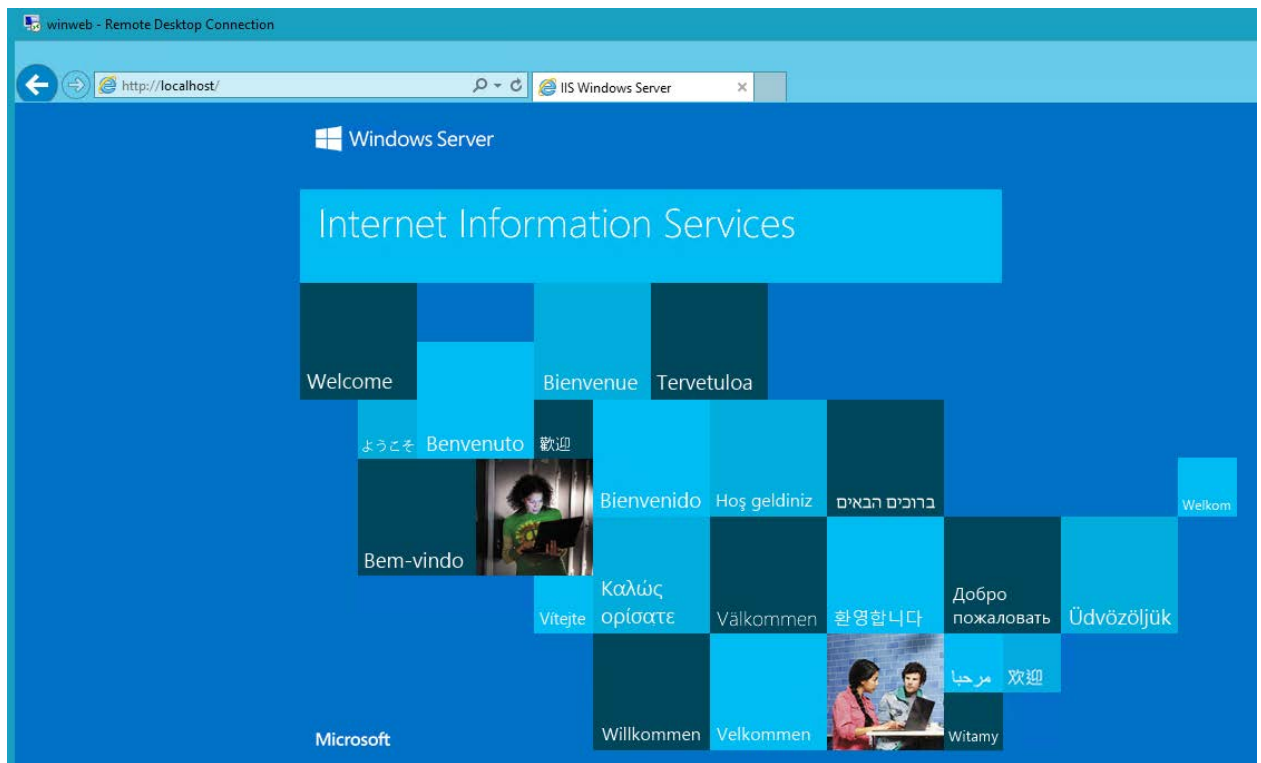 winweb - Remote Desktop Connection
http://localhost/
IIS Windows Server
Windows Server
Internet Information Services
Welcome
Bienvenue
Tervetuloa
ようこそ
Benvenuto
歡迎
Bienvenido
Hoş geldiniz
ברוכים הבאים
Welkom
Bem-vindo
Vítejte
Καλώς
ορίσατε
Välkommen
환영합니다
Добро
пожаловать
Üdvözöljük
مرحبا
欢迎
Microsoft
Willkommen
Velkommen
Witamy